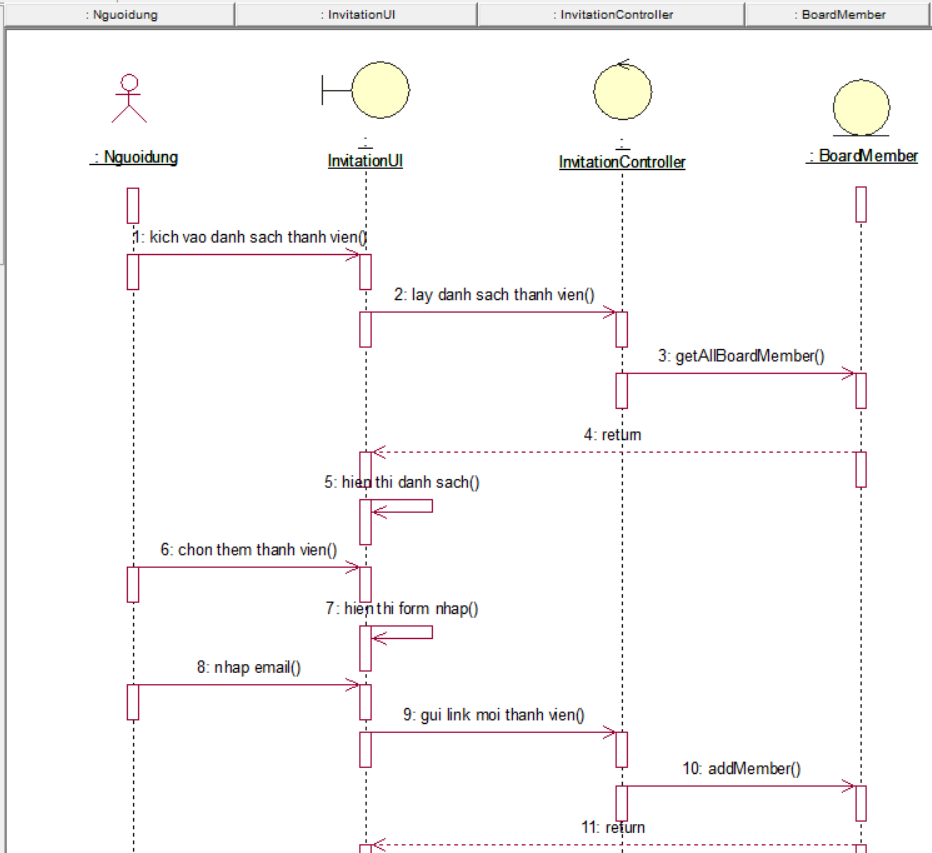 : Nguoidung
: InvitationUI
: InvitationController
: BoardMember
: Nguoidung
:
InvitationUI
:
InvitationController
: BoardMember
1: kich vao danh sach thanh vien()
2: lay danh sach thanh vien()
3: getAllBoardMember()
4: return
5: hien thi danh sach()
6: chon them thanh vien()
7: hien thi form nhap()
8: nhap email()
9: gui link moi thanh vien()
10: addMember()
11: return